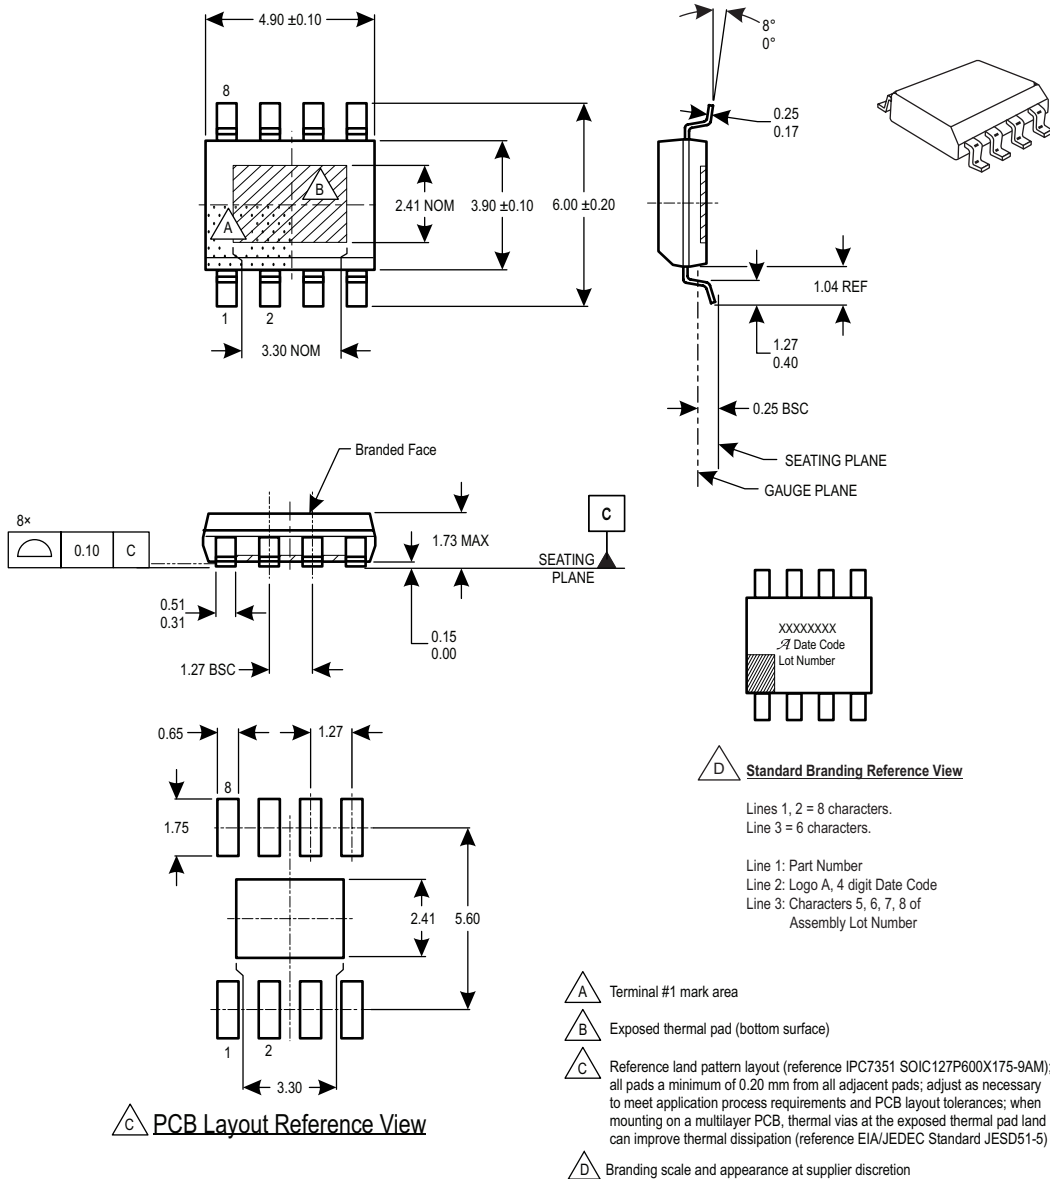 4.90 ±0.10
8°
0°
8
0.25
0.17
B
A
2.41 NOM
3.90 ±0.10
6.00 ±0.20
1.04 REF
1
2
3.30 NOM
1.27
0.40
0.25 BSC
SEATING PLANE
GAUGE PLANE
Branded Face
8×
0.10
C
1.73 MAX
C
SEATING
PLANE
0.51
0.31
0.15
0.00
1.27 BSC
XXXXXXXX
A Date Code
Lot Number
0.65
1.27
8
1.75
2.41
5.60
1
2
3.30
C PCB Layout Reference View
D Standard Branding Reference View
Lines 1, 2 = 8 characters.
Line 3 = 6 characters.
Line 1: Part Number
Line 2: Logo A, 4 digit Date Code
Line 3: Characters 5, 6, 7, 8 of
Assembly Lot Number
A Terminal #1 mark area
B Exposed thermal pad (bottom surface)
C Reference land pattern layout (reference IPC7351 SOIC127P600X175-9AM);
all pads a minimum of 0.20 mm from all adjacent pads; adjust as necessary
to meet application process requirements and PCB layout tolerances; when
mounting on a multilayer PCB, thermal vias at the exposed thermal pad land
can improve thermal dissipation (reference EIA/JEDEC Standard JESD51-5)
D Branding scale and appearance at supplier discretion